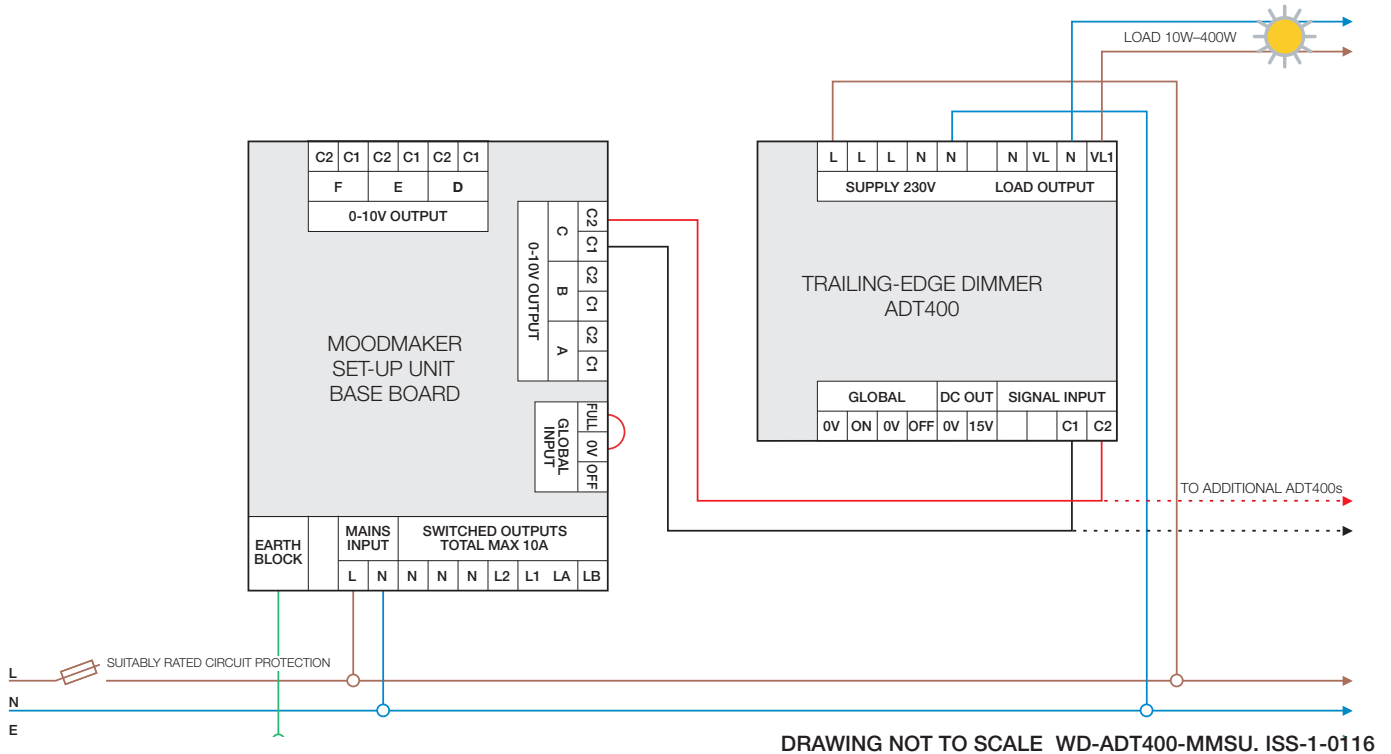 LOAD 10W–400W
C2 C1 C2 C1 C2 C1
F E D
0-10V OUTPUT
0-10V OUTPUT
C B A
C2 C1 C2 C1 C2 C1
MOODMAKER
SET-UP UNIT
BASE BOARD
GLOBAL
INPUT
FULL 0V OFF
EARTH
BLOCK
MAINS
INPUT
SWITCHED OUTPUTS
TOTAL MAX 10A
L N N N N L2 L1 LA LB
L L L N N N VL N VL1
SUPPLY 230V LOAD OUTPUT
TRAILING-EDGE DIMMER
ADT400
GLOBAL DC OUT SIGNAL INPUT
0V ON 0V OFF 0V 15V C1 C2
TO ADDITIONAL ADT400s
SUITABLY RATED CIRCUIT PROTECTION
L
N
E
DRAWING NOT TO SCALE WD-ADT400-MMSU. ISS-1-0116